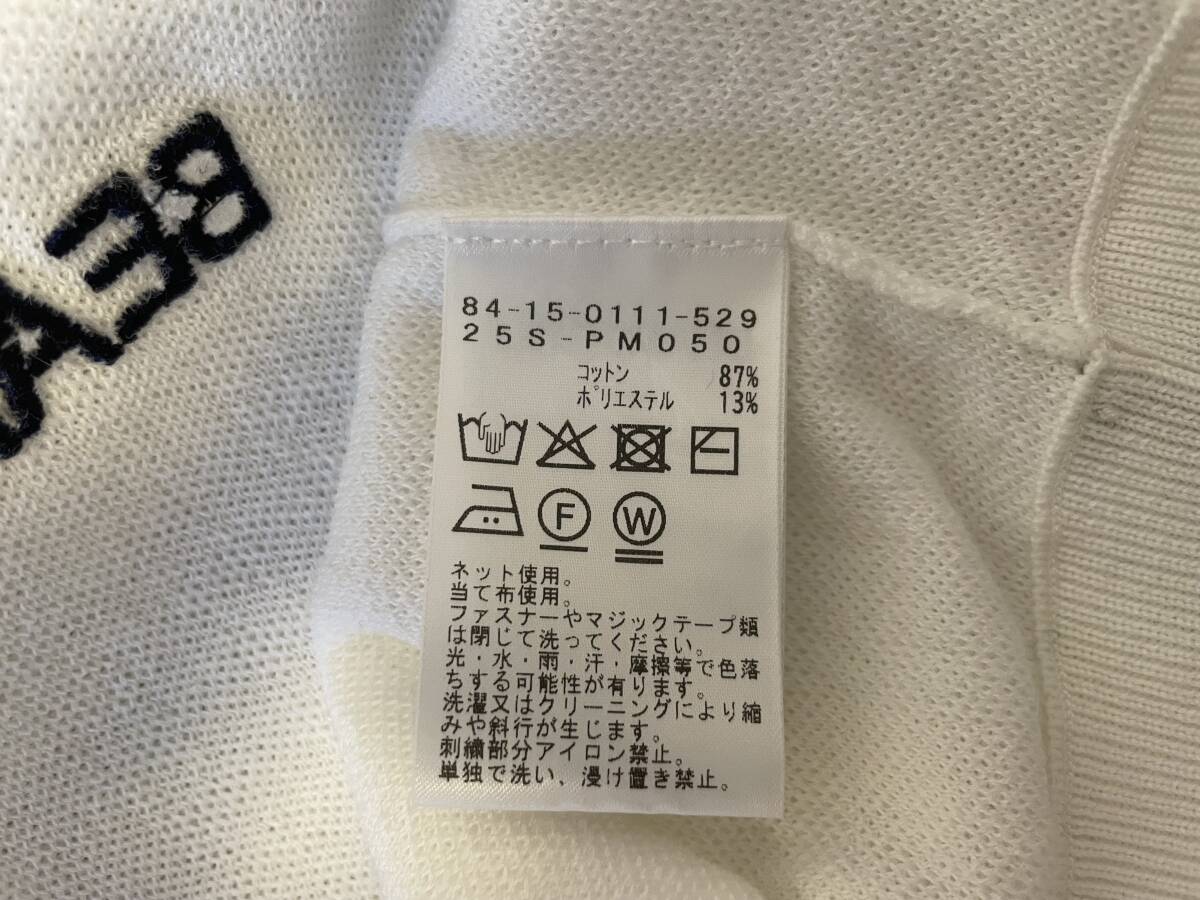 BEA
84-15-0111-529
25S-PM050
コットン 87%
ポリエステル 13%
F W
ネット使用。
当て布使用。
ファスナーやマジックテープ類
は閉じて洗ってください。
光・水・雨・汗・摩擦等で色落
ちする可能性が有ります。
洗濯又はクリーニングにより縮
みや斜行が生じます。
刺繍部分アイロン禁止。
単独で洗い、浸け置き禁止。